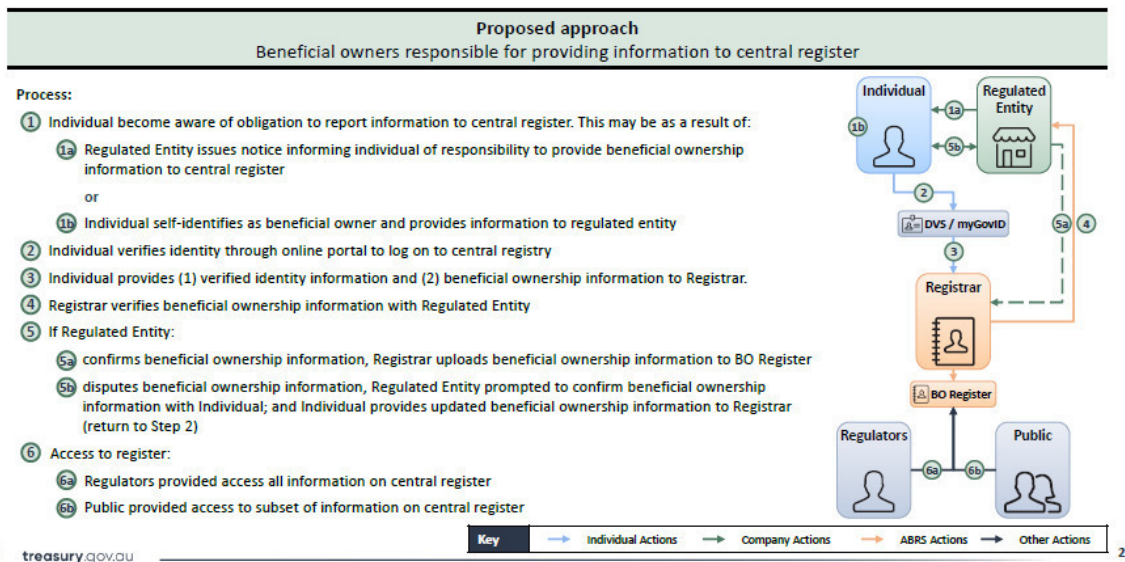 Proposed approach
Beneficial owners responsible for providing information to central register
Process:
1 Individual become aware of obligation to report information to central register. This may be as a result of:
1a Regulated Entity issues notice informing individual of responsibility to provide beneficial ownership
information to central register
or
1b Individual self-identifies as beneficial owner and provides information to regulated entity
2 Individual verifies identity through online portal to log on to central registry
3 Individual provides (1) verified identity information and (2) beneficial ownership information to Registrar.
4 Registrar verifies beneficial ownership information with Regulated Entity
5 If Regulated Entity:
5a confirms beneficial ownership information, Registrar uploads beneficial ownership information to BO Register
5b disputes beneficial ownership information, Regulated Entity prompted to confirm beneficial ownership
information with Individual; and Individual provides updated beneficial ownership information to Registrar
(return to Step 2)
6 Access to register:
6a Regulators provided access all information on central register
6b Public provided access to subset of information on central register
Individual
Regulated
Entity
1a
1b
5b
2
DVS / myGovID
5a
4
3
Registrar
BO Register
Regulators
Public
6a
6b
Key
Individual Actions
Company Actions
ABRS Actions
Other Actions
treasury.gov.au
2